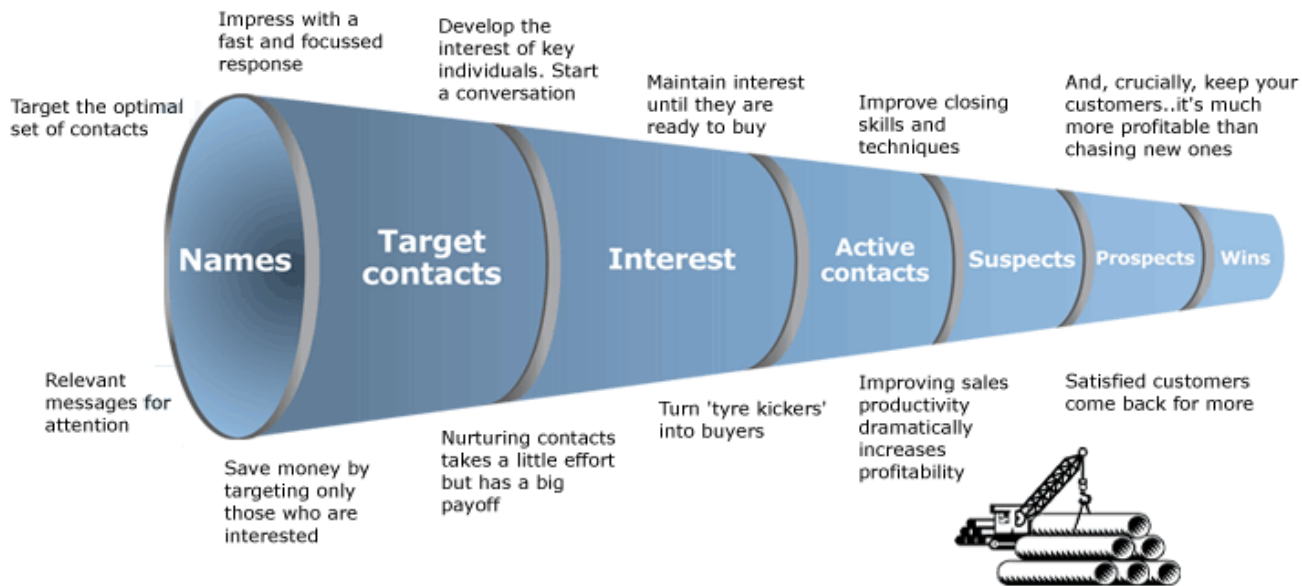 Impress with a
fast and focussed
response
Develop the
interest of key
individuals. Start
a conversation
Target the optimal
set of contacts
Maintain interest
until they are
ready to buy
Improve closing
skills and
techniques
And, crucially, keep your
customers..it's much
more profitable than
chasing new ones
Names
Target
contacts
Interest
Active
contacts
Suspects
Prospects
Wins
Relevant
messages for
attention
Save money by
targeting only
those who are
interested
Nurturing contacts
takes a little effort
but has a big
payoff
Turn 'tyre kickers'
into buyers
Improving sales
productivity
dramatically
increases
profitability
Satisfied customers
come back for more